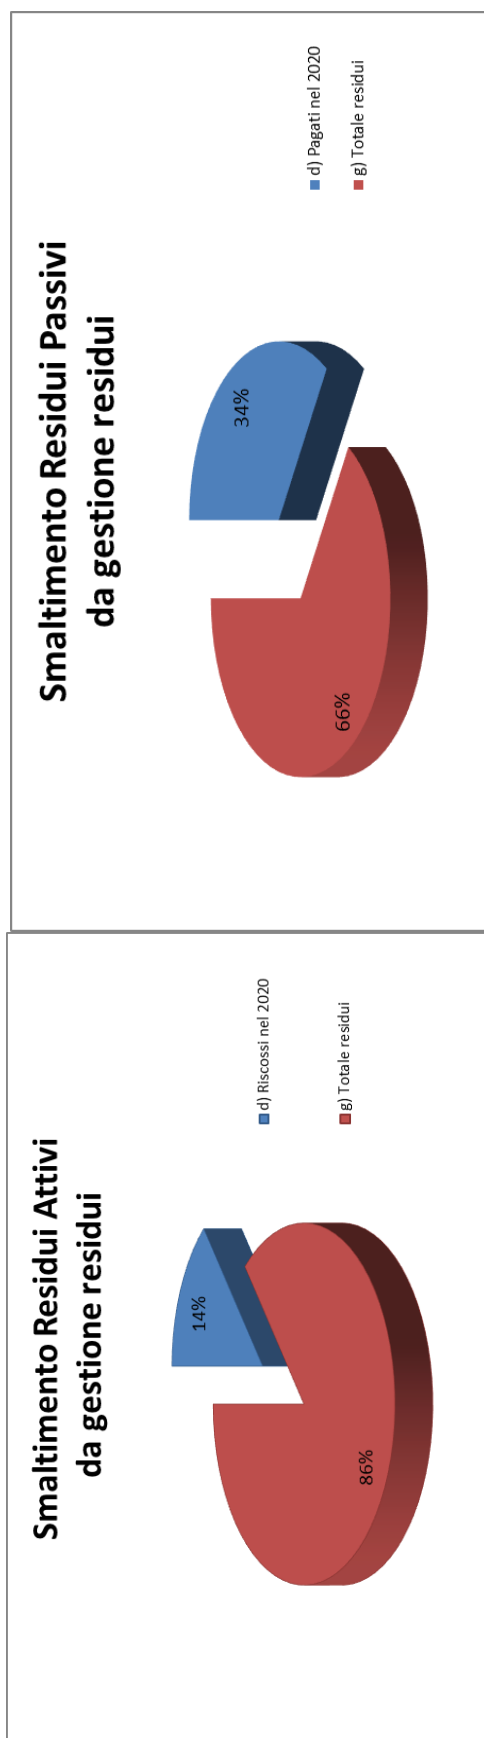 Smaltimento Residui Attivi
da gestione residui
14%
86%
d) Riscossi nel 2020
g) Totale residui
Smaltimento Residui Passivi
da gestione residui
34%
66%
d) Pagati nel 2020
g) Totale residui